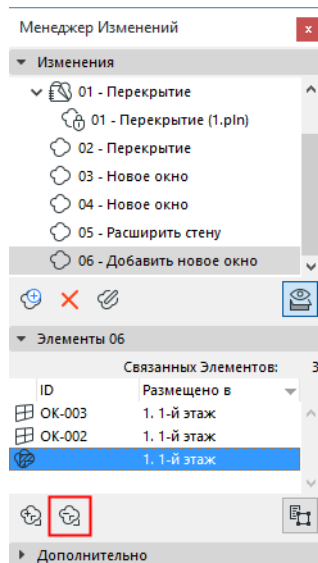 Менеджер Изменений
x
Изменения
01 - Перекрытие
01 - Перекрытие (1.pln)
02 - Перекрытие
03 - Новое окно
04 - Новое окно
05 - Расширить стену
06 - Добавить новое окно
Элементы 06
Связанных Элементов: 3
ID Размещено в
ОК-003 1. 1-й этаж
ОК-002 1. 1-й этаж
1. 1-й этаж
Дополнительно